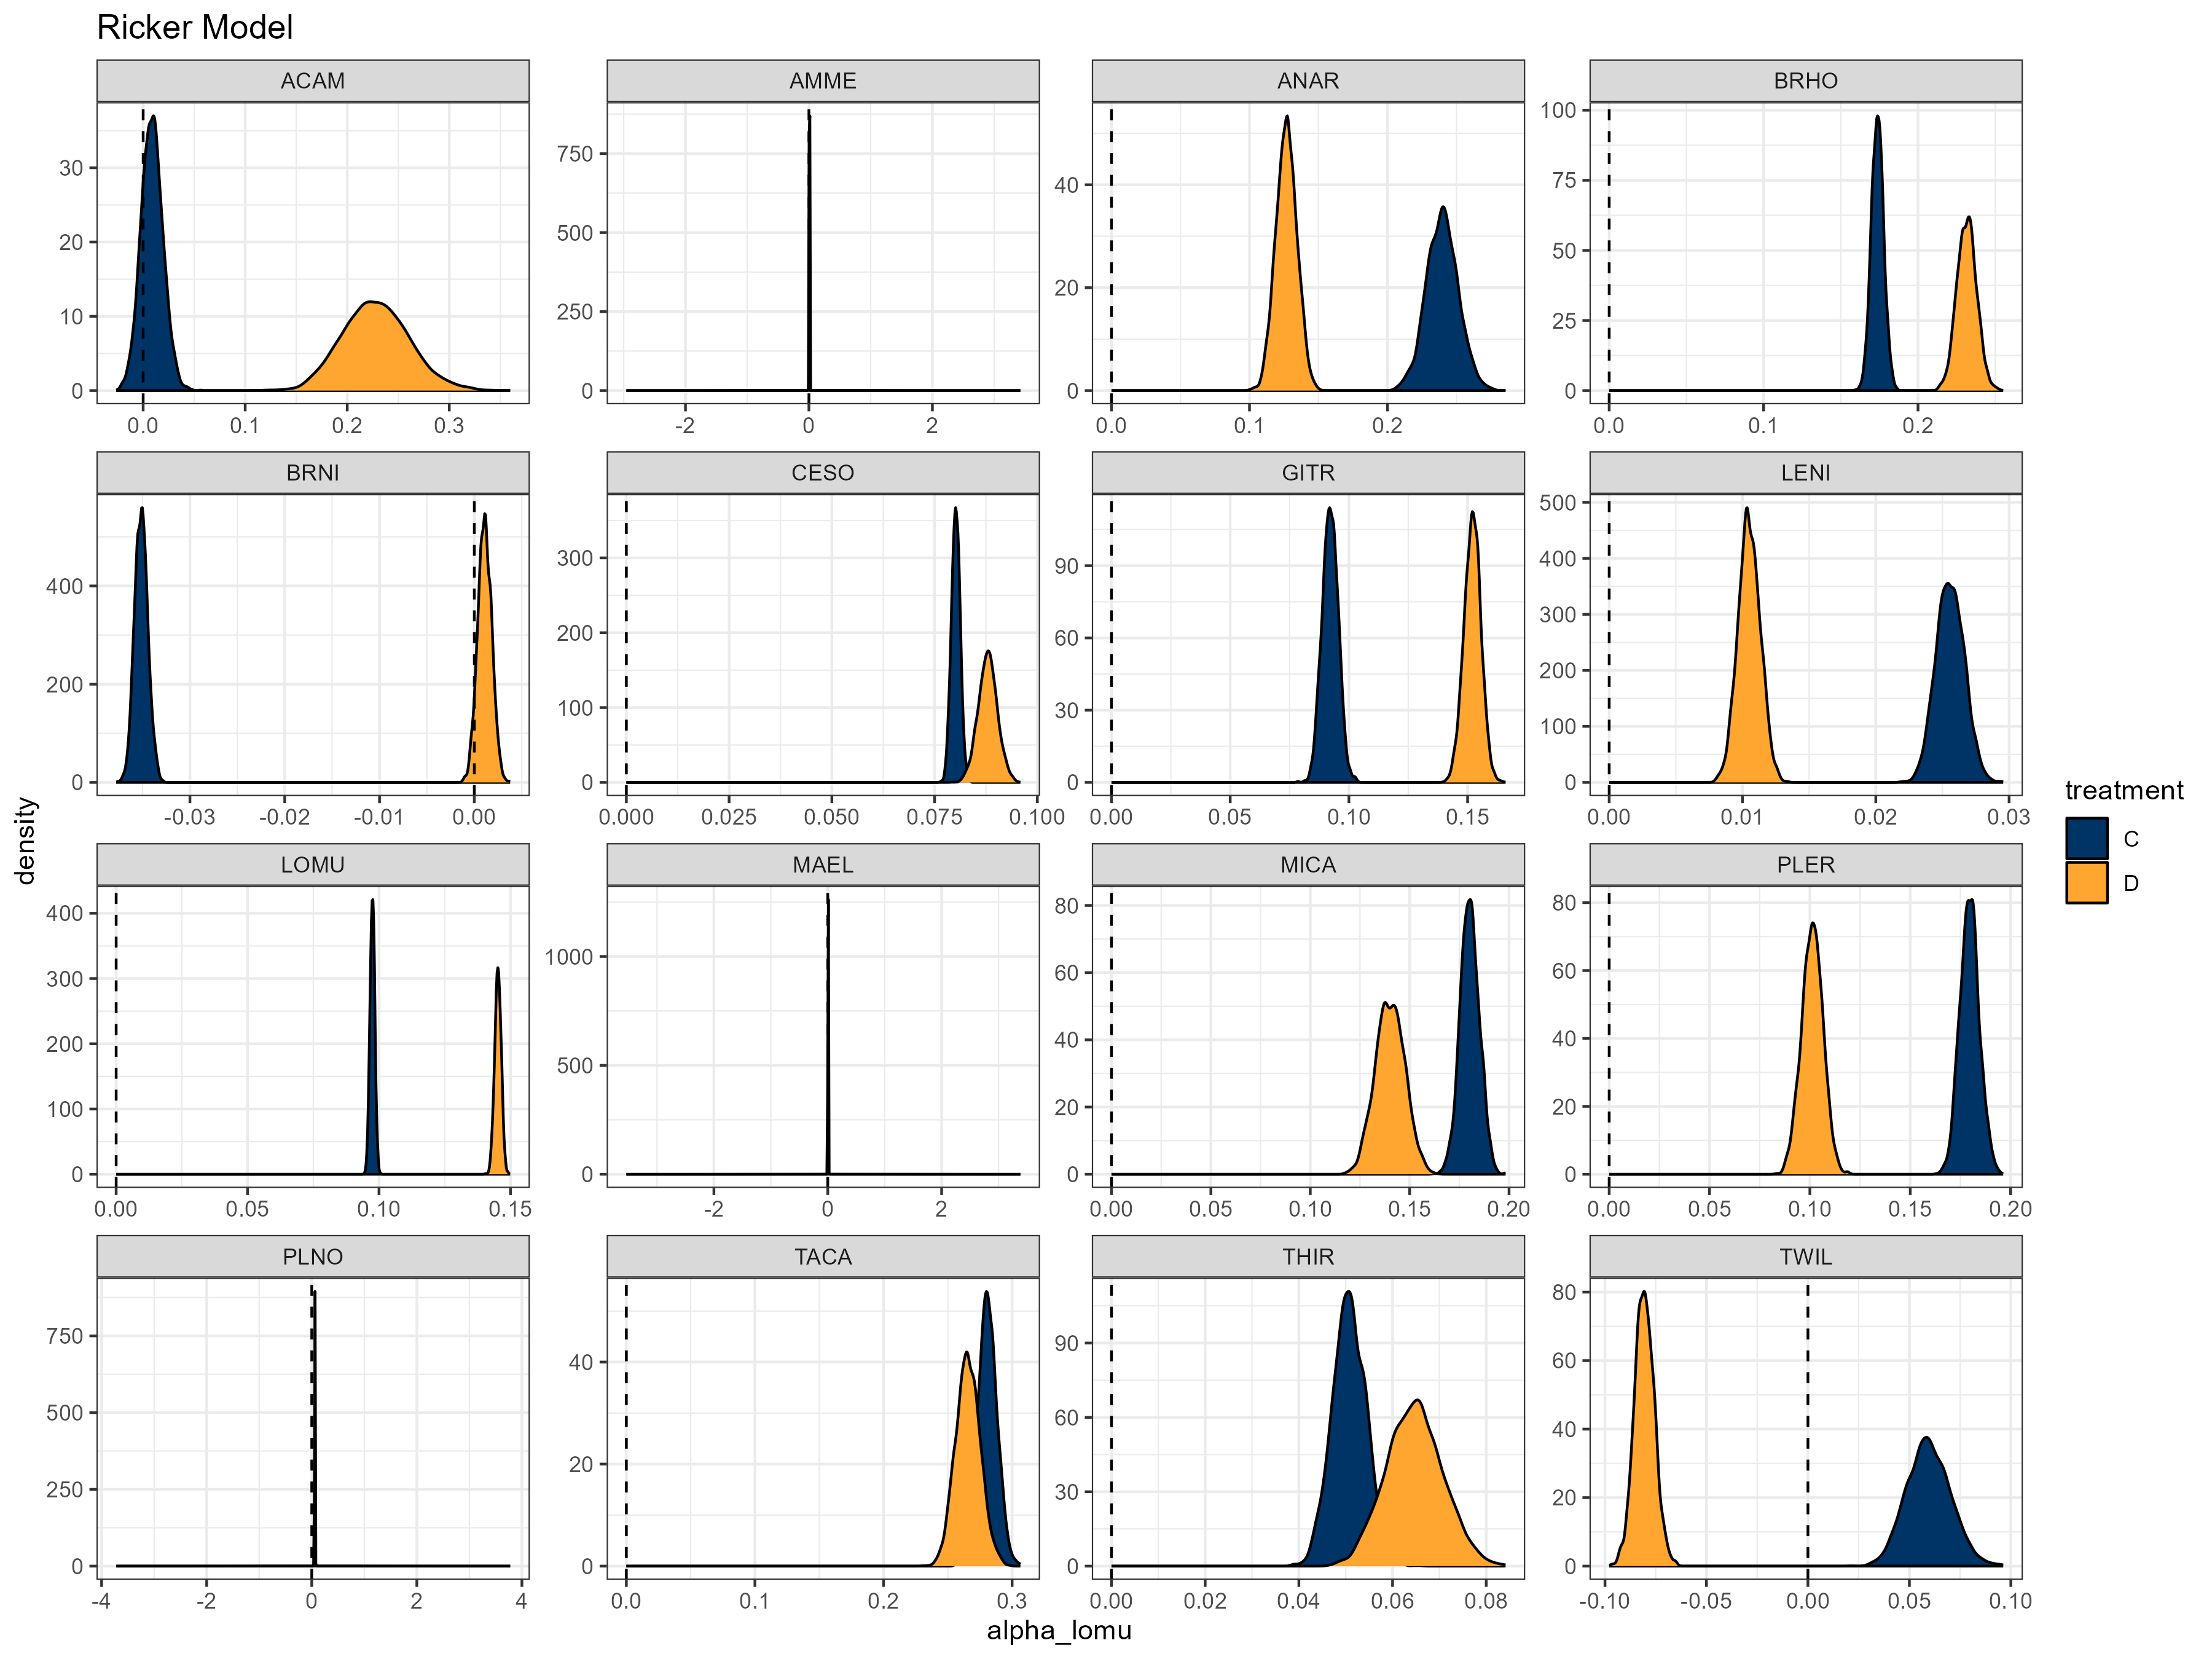 Ricker Model
ACAM AMME ANAR BRHO
30 20 10 0
750 500 250 0
40 20 0
100 75 50 25 0
0.0 0.1 0.2 0.3
-2 0 2
0.0 0.1 0.2
0.0 0.1 0.2
BRNI CESO GITR LENI
400 200 0
300 200 100 0
90 60 30 0
500 400 300 200 100 0
-0.03 -0.02 -0.01 0.00
0.000 0.025 0.050 0.075 0.100
0.00 0.05 0.10 0.15
0.00 0.01 0.02 0.03
LOMU MAEL MICA PLER
400 300 200 100 0
1000 500 0
80 60 40 20 0
80 60 40 20 0
0.00 0.05 0.10 0.15
-2 0 2
0.00 0.05 0.10 0.15 0.20
0.00 0.05 0.10 0.15 0.20
PLNO TACA THIR TWIL
750 500 250 0
40 20 0
90 60 30 0
80 60 40 20 0
-4 -2 0 2 4
0.0 0.1 0.2 0.3
0.00 0.02 0.04 0.06 0.08
-0.10 -0.05 0.00 0.05 0.10
alpha_lomu
density
treatment
C
D